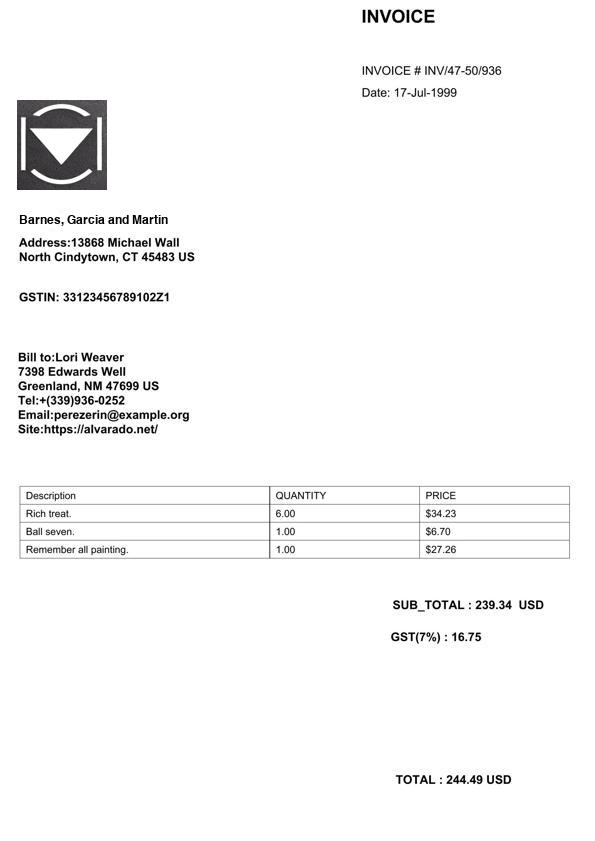 INVOICE
INVOICE # INV/47-50/936
Date: 17-Jul-1999
Barnes, Garcia and Martin
Address:13868 Michael Wall
North Cindytown, CT 45483 US
GSTIN: 33123456789102Z1
Bill to:Lori Weaver
7398 Edwards Well
Greenland, NM 47699 US
Tel:+(339)936-0252
Email:perezerin@example.org
Site:https://alvarado.net/
Description QUANTITY PRICE
Rich treat. 6.00 $34.23
Ball seven. 1.00 $6.70
Remember all painting. 1.00 $27.26
SUB_TOTAL : 239.34 USD
GST(7%) : 16.75
TOTAL : 244.49 USD